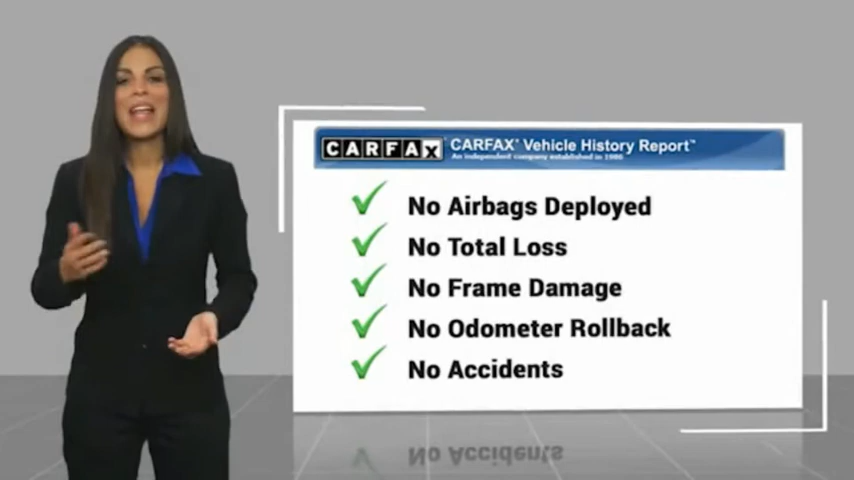 CARFAX CARFAX Vehicle History Report™
An independent company established in 1986
No Airbags Deployed
No Total Loss
No Frame Damage
No Odometer Rollback
No Accidents
No Accidents